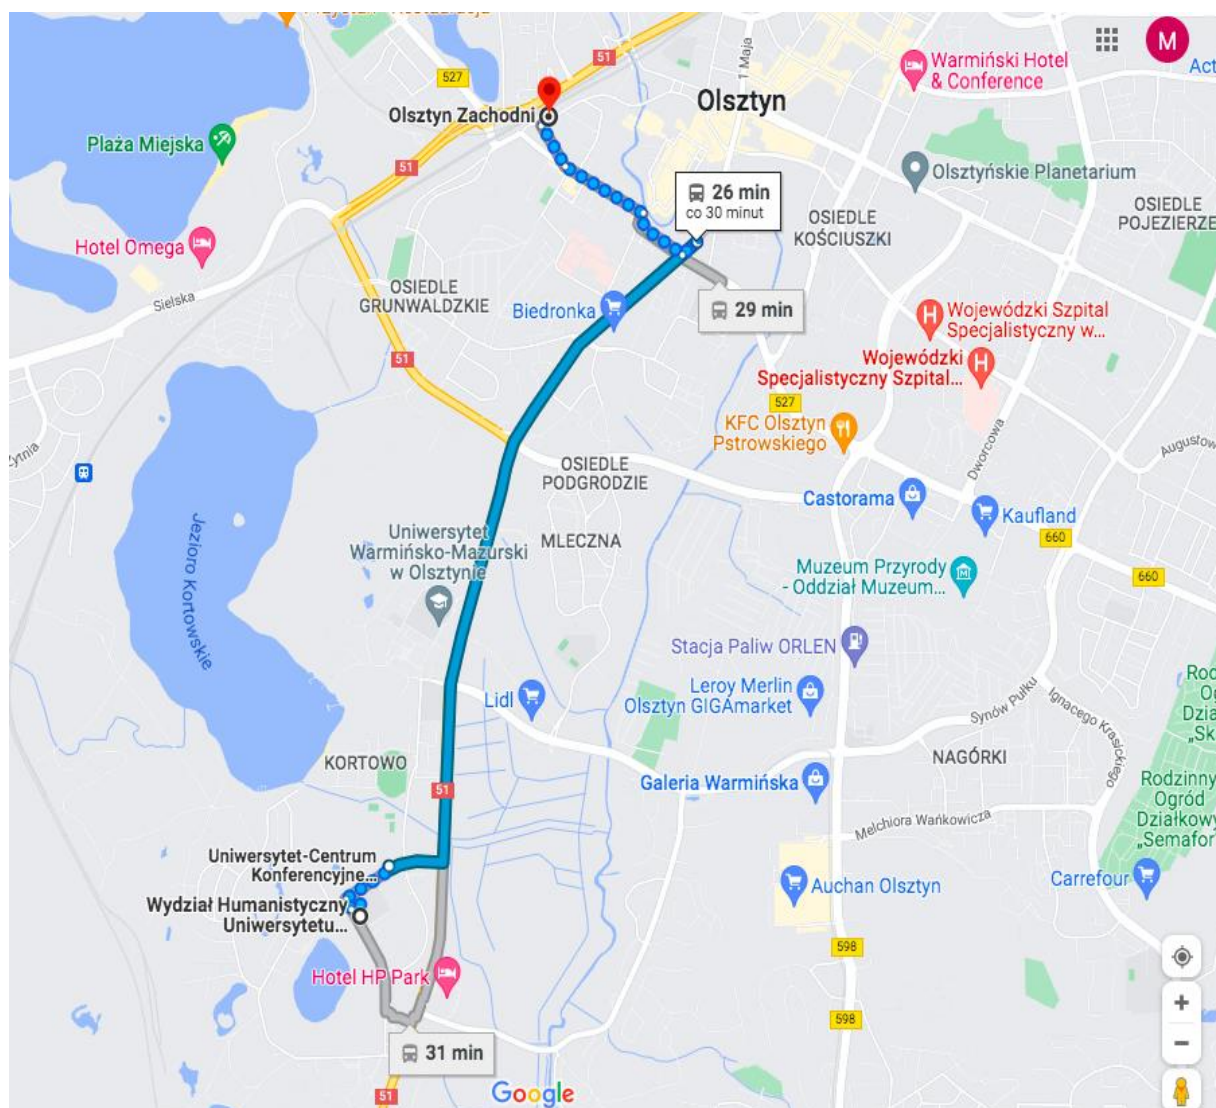 51
527
1 Maja
M
Warmiński Hotel
& Conference
Act
Olsztyn
Olsztyn Zachodni
Plaża Miejska
51
Olsztyńskie Planetarium
26 min
co 30 minut
OSIEDLE
KOŚCIUSZKI
OSIEDLE
POJEZIERZE
Hotel Omega
Sielska
OSIEDLE
GRUNWALDZKIE
Biedronka
29 min
Wojewódzki Szpital
Specjalistyczny w...
Wojewódzki
Specjalistyczny Szpital...
51
527
KFC Olsztyn
Pstrowskiego
Dworcowa
OSIEDLE
PODGRODZIE
Castorama
Kaufland
Uniwersytet
Warmińsko-Mazurski
w Olsztynie
MLECZNA
660
660
Muzeum Przyrody
- Oddział Muzeum...
Jezioro Kortowskie
Stacja Paliw ORLEN
Lidl
Leroy Merlin
Olsztyn GIGAmarket
Synów Pułku
Ignacego Krasickiego
KORTOWO
NAGÓRKI
51
Galeria Warmińska
Rodzinny
Ogród
Działkowy
„Semafor
Melchiora Wańkowicza
Uniwersytet-Centrum
Konferencyjne...
Wydział Humanistyczny
Uniwersytetu...
Auchan Olsztyn
Carrefour
598
Hotel HP Park
598
31 min
51
Google